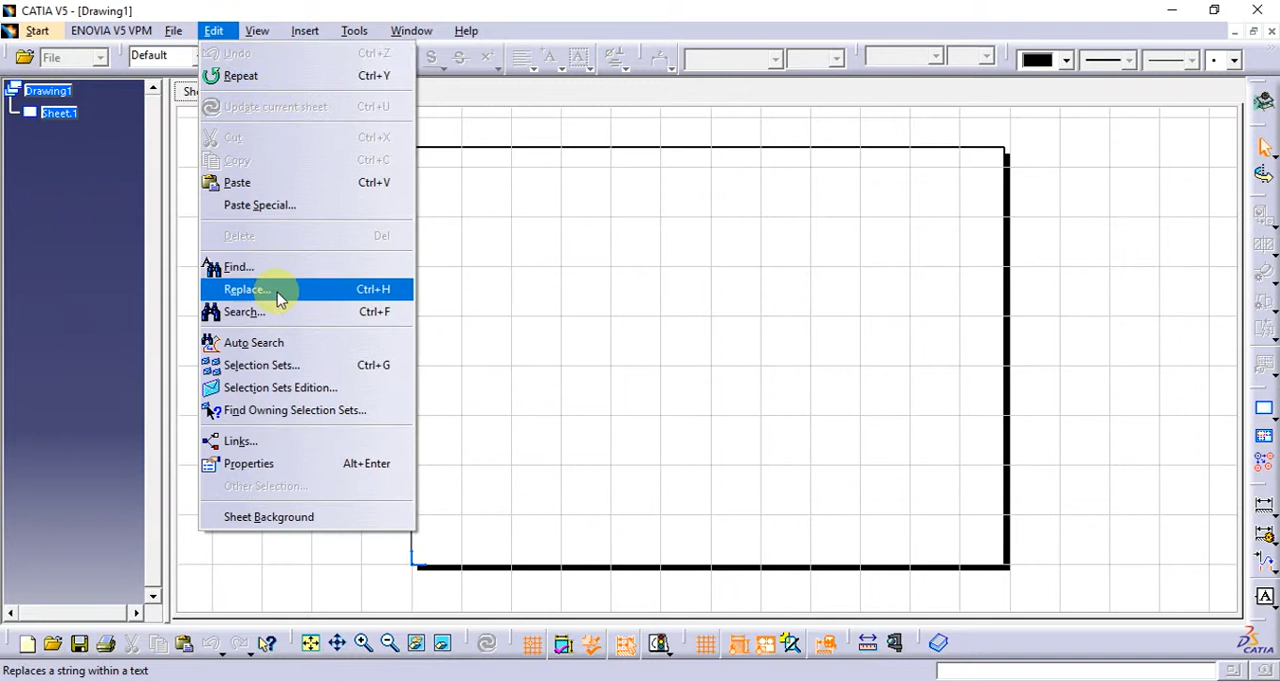 CATIA V5 - [Drawing1]
Start ENOVIA V5 VPM File Edit View Insert Tools Window Help
File Default
Undo Ctrl+Z
Repeat Ctrl+Y
Update current sheet Ctrl+U
Cut Ctrl+X
Copy Ctrl+C
Paste Ctrl+V
Paste Special...
Delete Del
Find...
Replace... Ctrl+H
Search... Ctrl+F
Auto Search
Selection Sets... Ctrl+G
Selection Sets Edition...
Find Owning Selection Sets...
Links...
Properties Alt+Enter
Other Selection...
Sheet Background
Drawing1
Sheet.1
CATIA
Replaces a string within a text